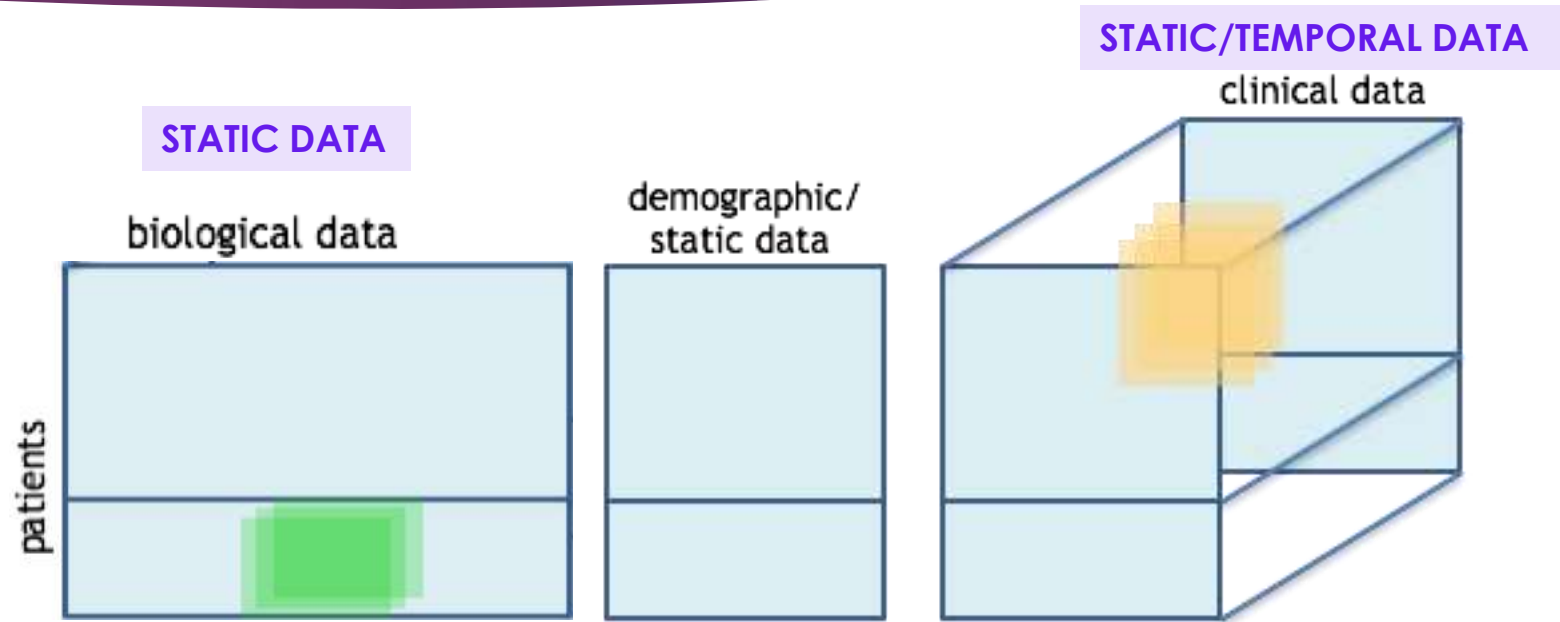 STATIC/TEMPORAL DATA
clinical data
STATIC DATA
demographic/
static data
biological data
patients